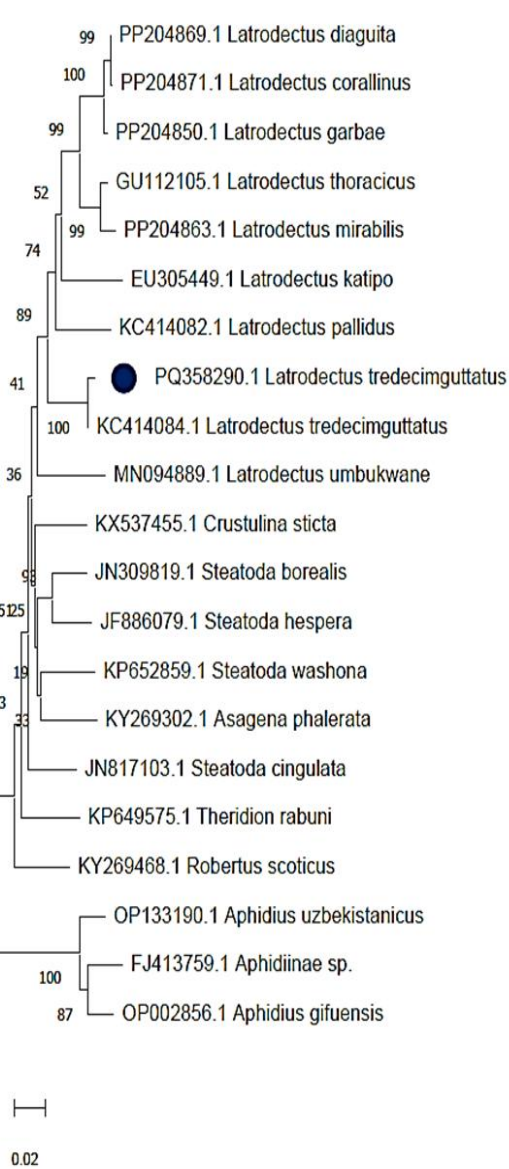 99
PP204869.1 Latrodectus diaguita
100
PP204871.1 Latrodectus corallinus
99
PP204850.1 Latrodectus garbae
GU112105.1 Latrodectus thoracicus
52
99
PP204863.1 Latrodectus mirabilis
74
EU305449.1 Latrodectus katipo
89
KC414082.1 Latrodectus pallidus
PQ358290.1 Latrodectus tredecimguttatus
41
100
KC414084.1 Latrodectus tredecimguttatus
36
MN094889.1 Latrodectus umbukwane
KX537455.1 Crustulina sticta
JN309819.1 Steatoda borealis
JF886079.1 Steatoda hespera
19
KP652859.1 Steatoda washona
33
KY269302.1 Asagena phalerata
JN817103.1 Steatoda cingulata
KP649575.1 Theridion rabuni
KY269468.1 Robertus scoticus
OP133190.1 Aphidius uzbekistanicus
FJ413759.1 Aphidiinae sp.
100
87
OP002856.1 Aphidius gifuensis
0.02